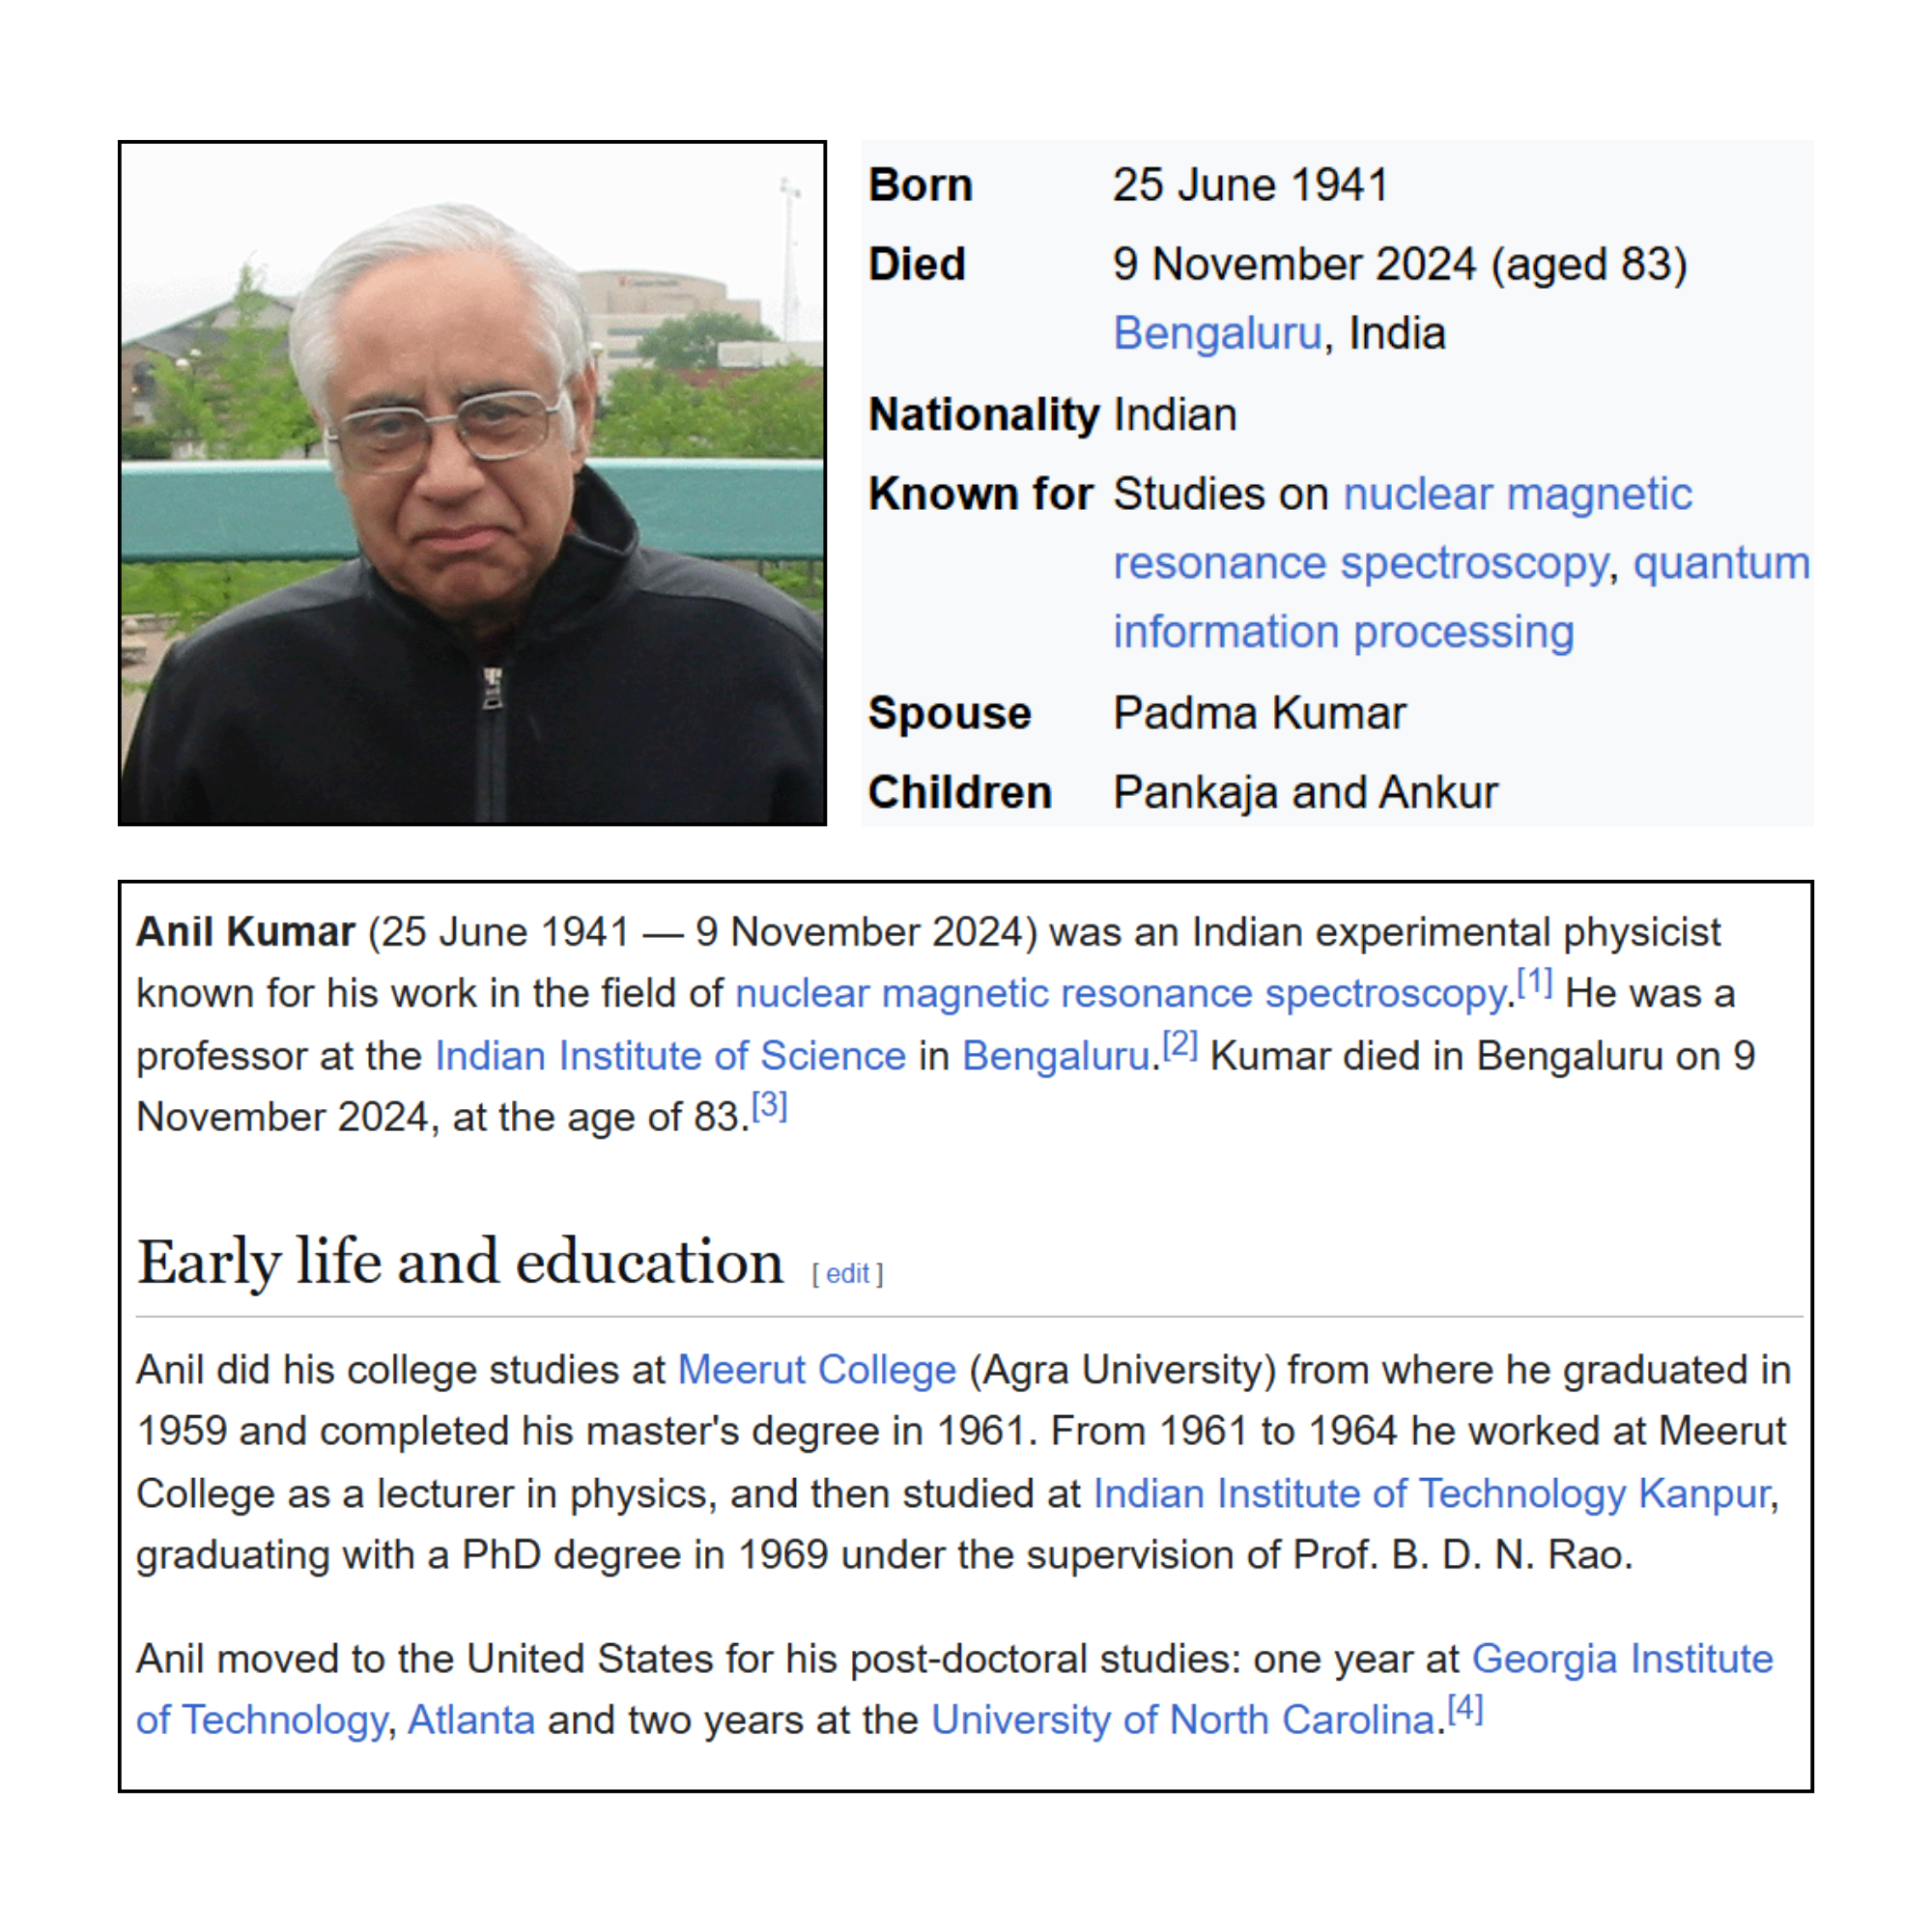 Born 25 June 1941
Died 9 November 2024 (aged 83)
Bengaluru, India
Nationality Indian
Known for Studies on nuclear magnetic
resonance spectroscopy, quantum
information processing
Spouse Padma Kumar
Children Pankaja and Ankur
Anil Kumar (25 June 1941 — 9 November 2024) was an Indian experimental physicist
known for his work in the field of nuclear magnetic resonance spectroscopy.[1] He was a
professor at the Indian Institute of Science in Bengaluru.[2] Kumar died in Bengaluru on 9
November 2024, at the age of 83.[3]
Early life and education [ edit ]
Anil did his college studies at Meerut College (Agra University) from where he graduated in
1959 and completed his master's degree in 1961. From 1961 to 1964 he worked at Meerut
College as a lecturer in physics, and then studied at Indian Institute of Technology Kanpur,
graduating with a PhD degree in 1969 under the supervision of Prof. B. D. N. Rao.
Anil moved to the United States for his post-doctoral studies: one year at Georgia Institute
of Technology, Atlanta and two years at the University of North Carolina.[4]